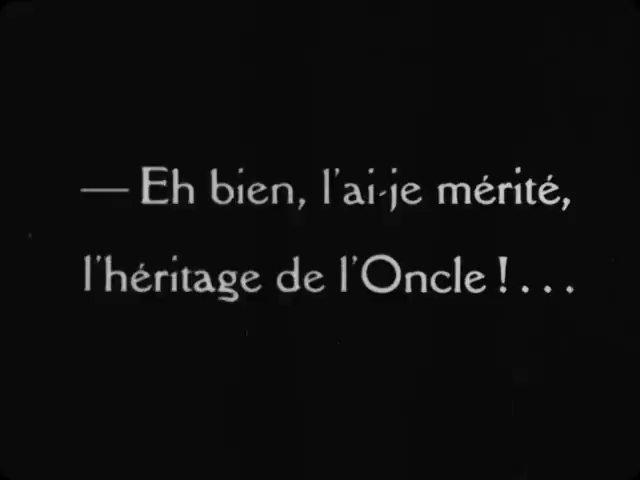 — Eh bien, l'ai-je mérité,
l'héritage de l'Oncle !...